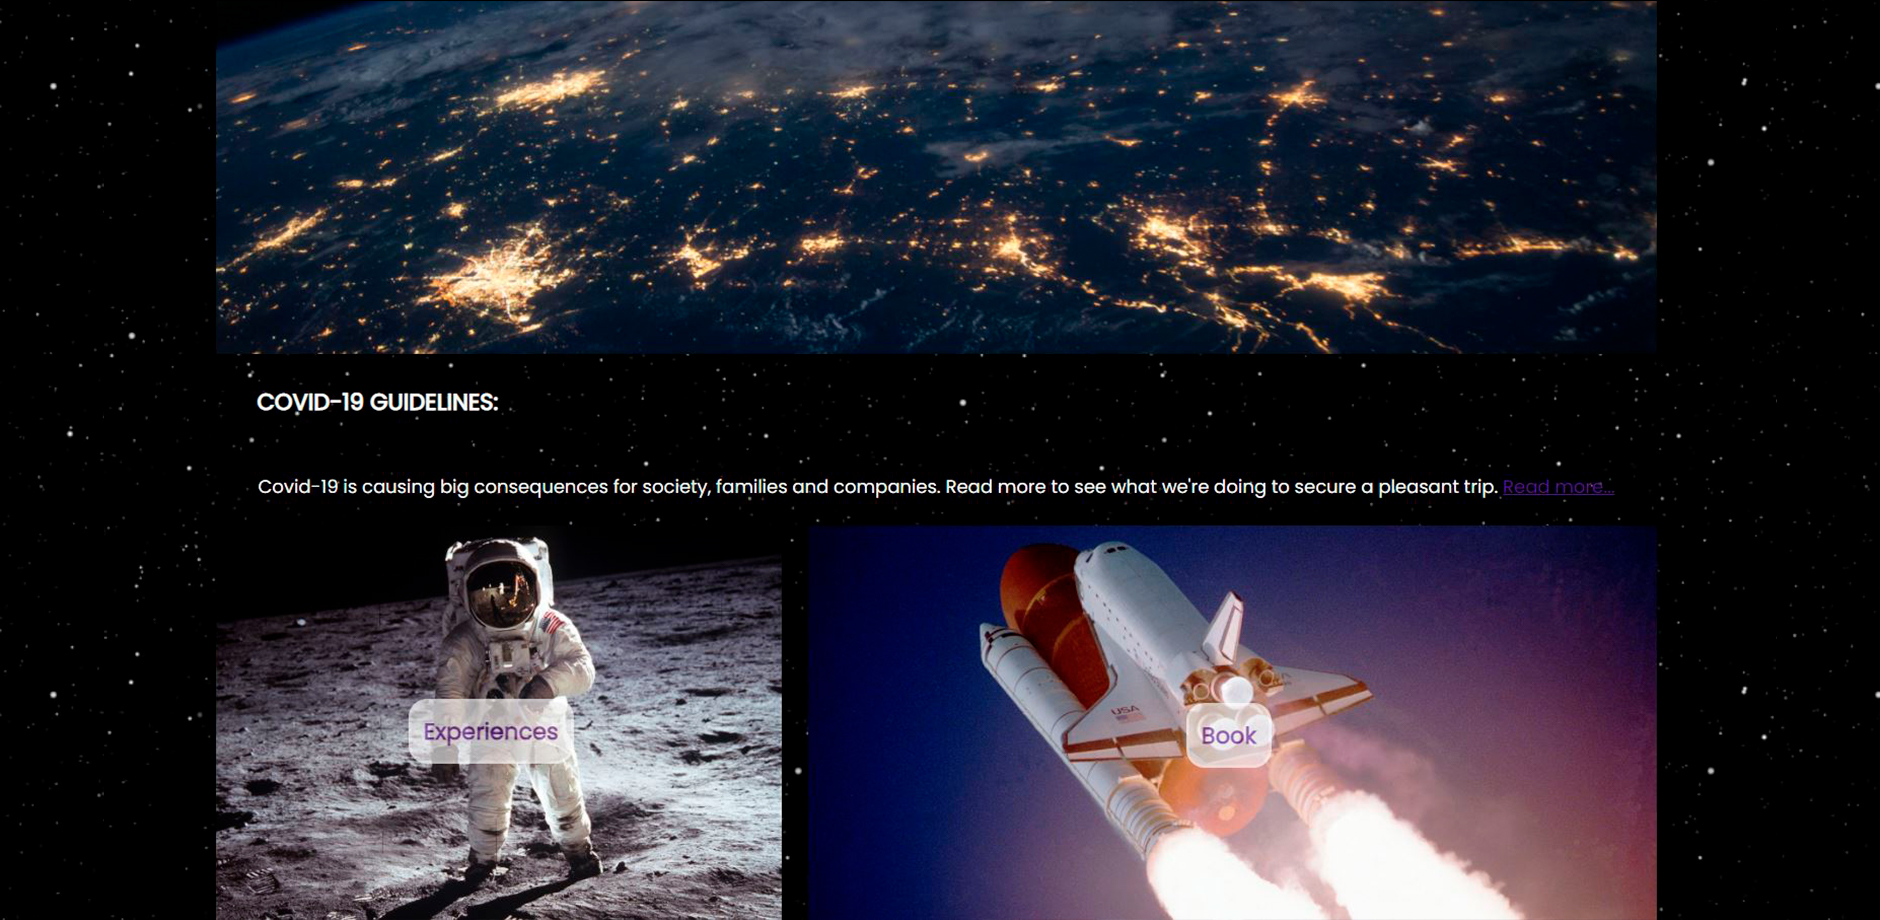 COVID-19 GUIDELINES:
Covid-19 is causing big consequences for society, families and companies. Read more to see what we're doing to secure a pleasant trip. Read more...
Experiences
USA
Book